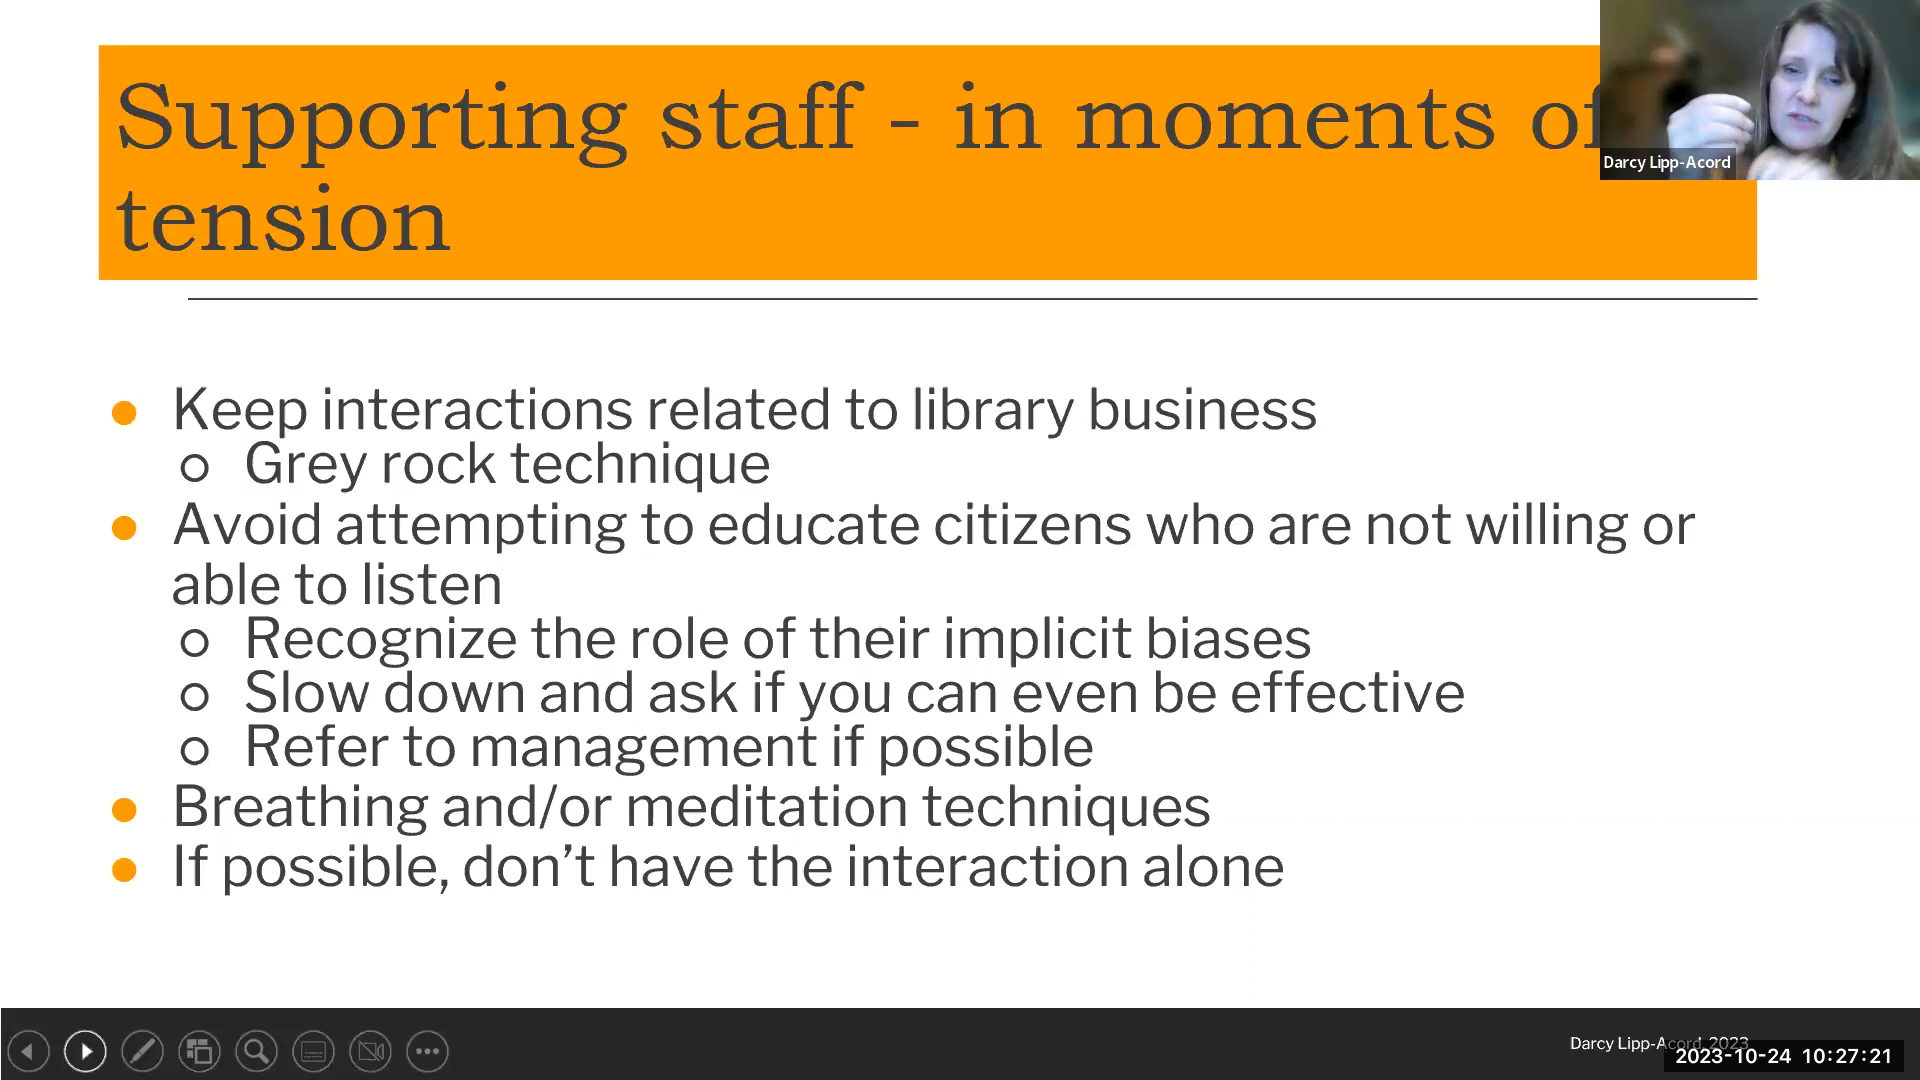 Supporting staff - in moments of
tension
Darcy Lipp-Acord
● Keep interactions related to library business
○ Grey rock technique
● Avoid attempting to educate citizens who are not willing or
able to listen
○ Recognize the role of their implicit biases
○ Slow down and ask if you can even be effective
○ Refer to management if possible
● Breathing and/or meditation techniques
● If possible, don’t have the interaction alone
Darcy Lipp-Acord, 2023
2023-10-24 10:27:21